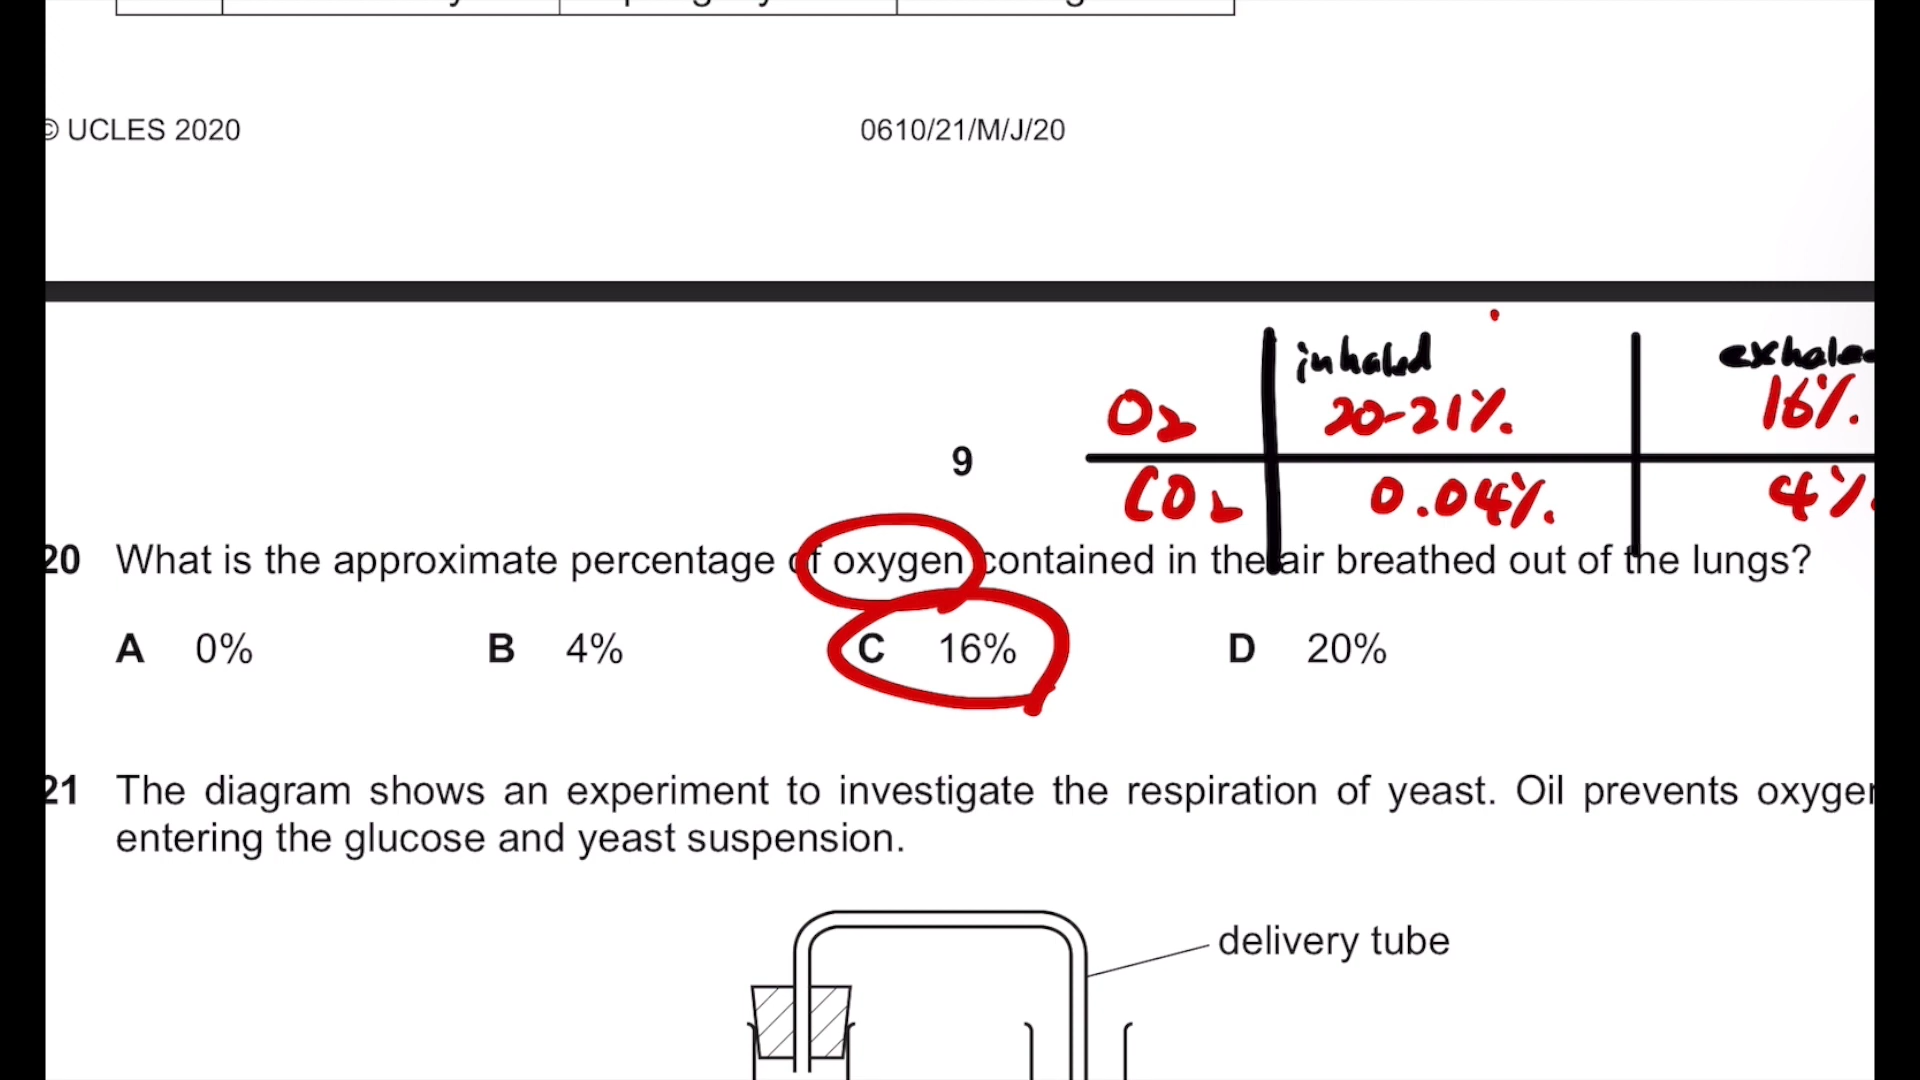 © UCLES 2020
0610/21/M/J/20
inhaled exhaled
O2 20-21% 16%.
9
CO2 0.04%. 4%.
20 What is the approximate percentage of oxygen contained in the air breathed out of the lungs?
A 0% B 4% C 16% D 20%
21 The diagram shows an experiment to investigate the respiration of yeast. Oil prevents oxygen
entering the glucose and yeast suspension.
delivery tube